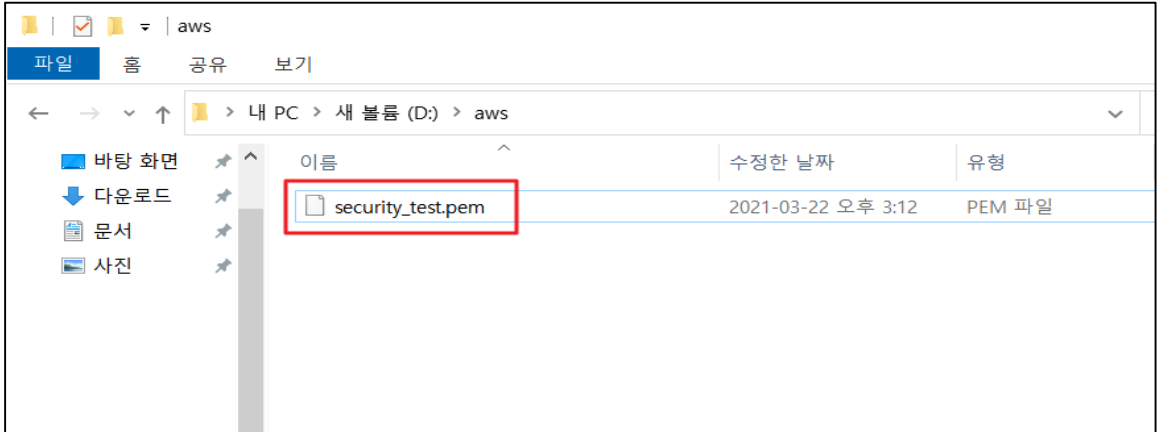 aws
파일 홈 공유 보기
내 PC > 새 볼륨 (D:) > aws
바탕 화면 이름 수정한 날짜 유형
다운로드 security_test.pem 2021-03-22 오후 3:12 PEM 파일
문서
사진